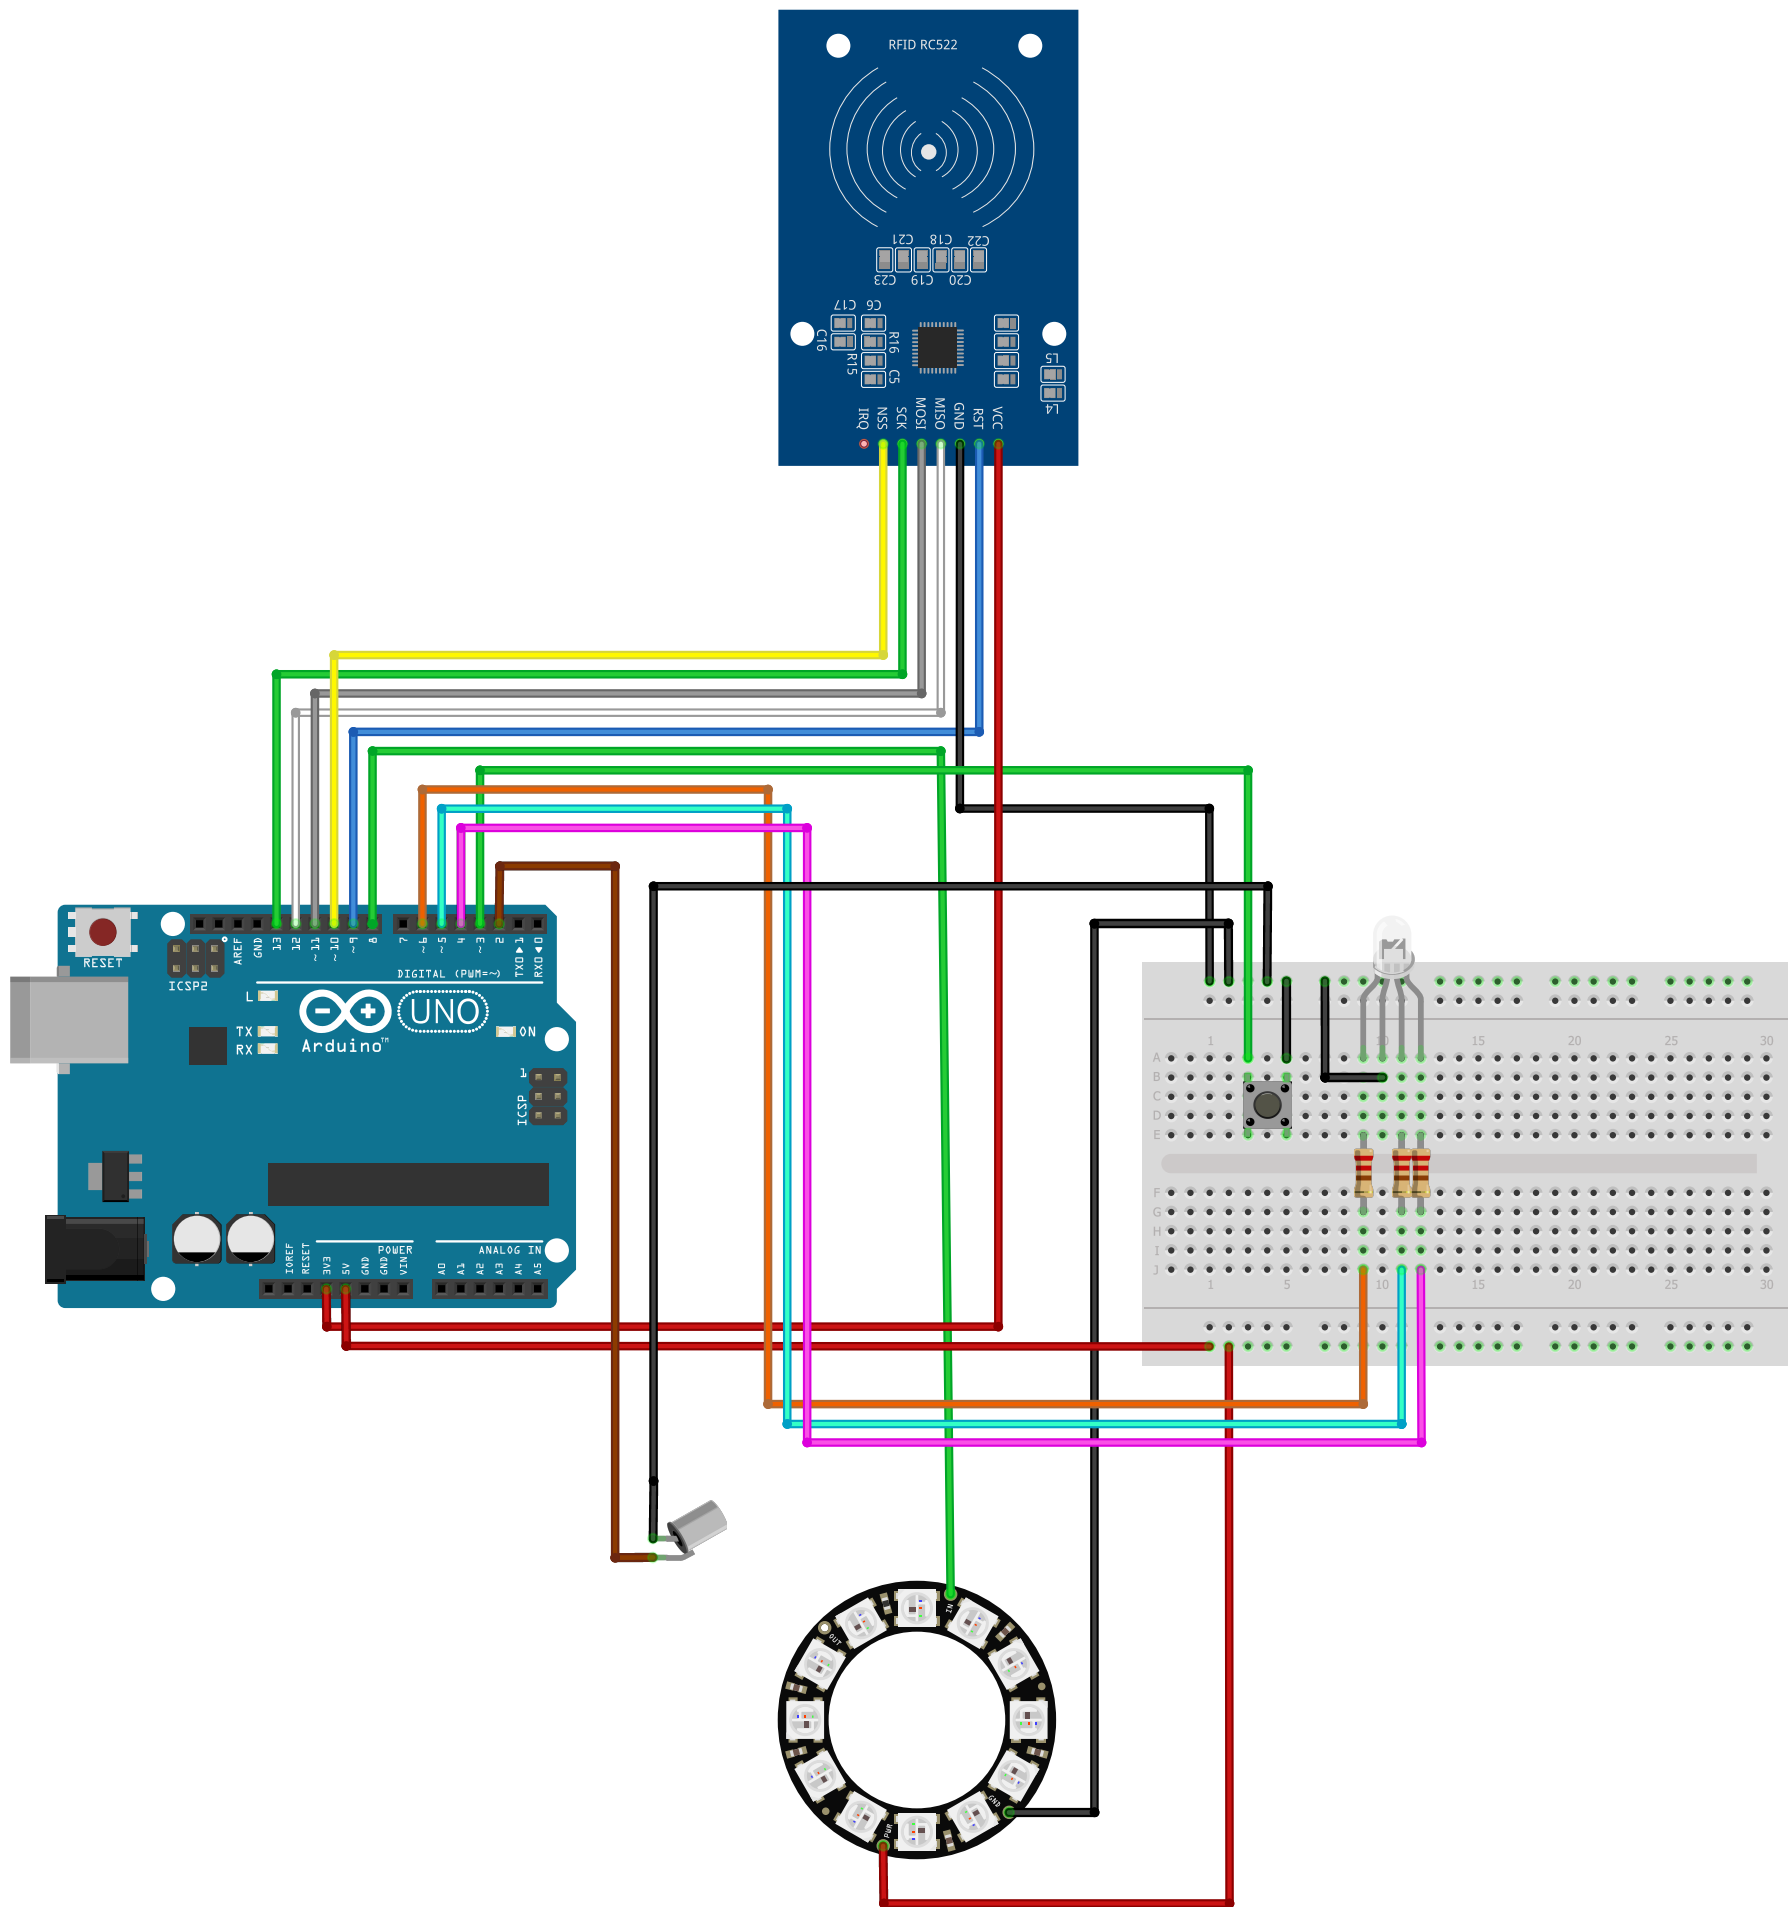 RFID RC522
C21 C18 C22
C23 C19 C20
C17 C6
C16 R16
R15 C5
L5
L4
IRQ NSS SCK MOSI MISO GND RST VCC
RESET
ICSP2
AREF GND 13 12 ~11 ~10 ~9 8 7 ~6 ~5 4 ~3 2 TX0▶1 RX0◀0
DIGITAL (PWM=~)
L
TX
RX
UNO
Arduino™
ON
1
ICSP
POWER
ANALOG IN
IOREF RESET 3V3 5V GND GND VIN A0 A1 A2 A3 A4 A5
1 10 15 20 25 30
A
B
C
D
E
F
G
H
I
J
1 5 10 15 20 25 30
IN
OUT
GND
PWR